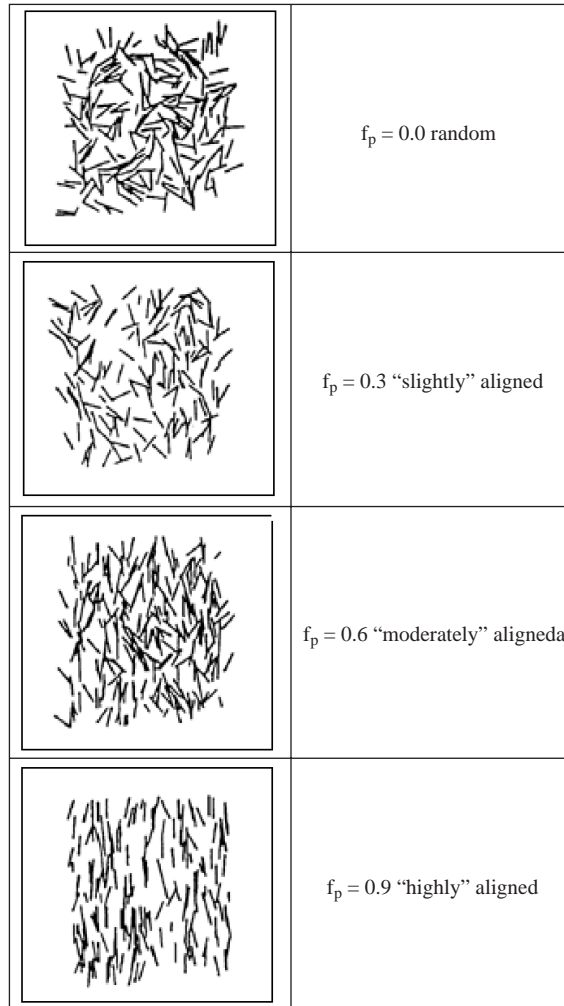 f_p = 0.0 random
f_p = 0.3 “slightly” aligned
f_p = 0.6 “moderately” aligneda
f_p = 0.9 “highly” aligned